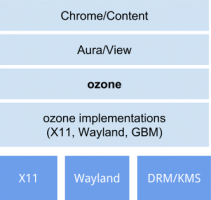 Chrome/Content
Aura/View
ozone
ozone implementations
(X11, Wayland, GBM)
X11 Wayland DRM/KMS